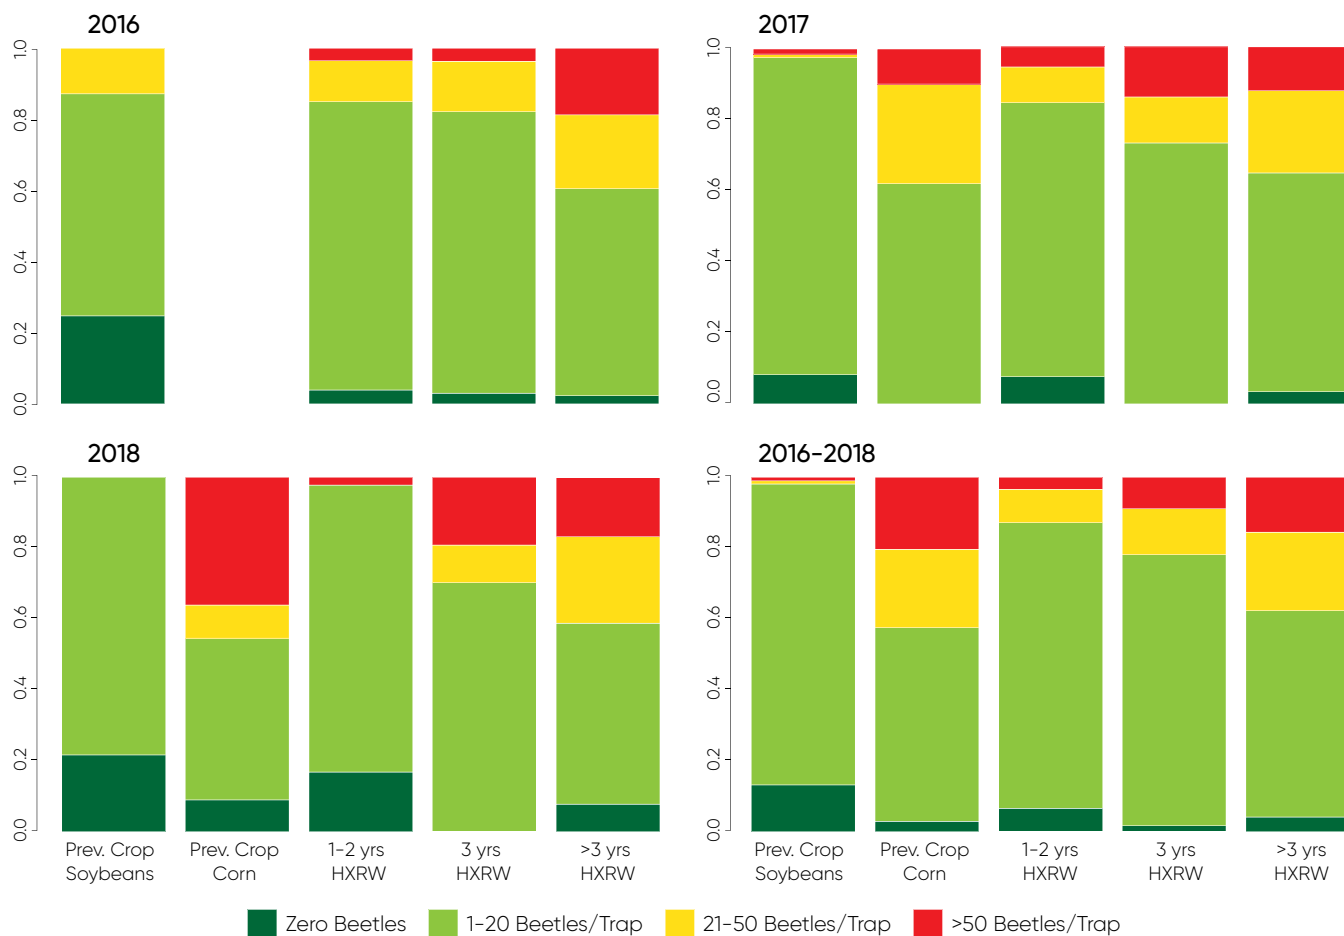 2016
1.0
0.8
0.6
0.4
0.2
0.0
2017
1.0
0.8
0.6
0.4
0.2
0.0
2018
1.0
0.8
0.6
0.4
0.2
0.0
Prev. Crop
Soybeans
Prev. Crop
Corn
1-2 yrs
HXRW
3 yrs
HXRW
>3 yrs
HXRW
2016-2018
1.0
0.8
0.6
0.4
0.2
0.0
Prev. Crop
Soybeans
Prev. Crop
Corn
1-2 yrs
HXRW
3 yrs
HXRW
>3 yrs
HXRW
Zero Beetles
1-20 Beetles/Trap
21-50 Beetles/Trap
>50 Beetles/Trap